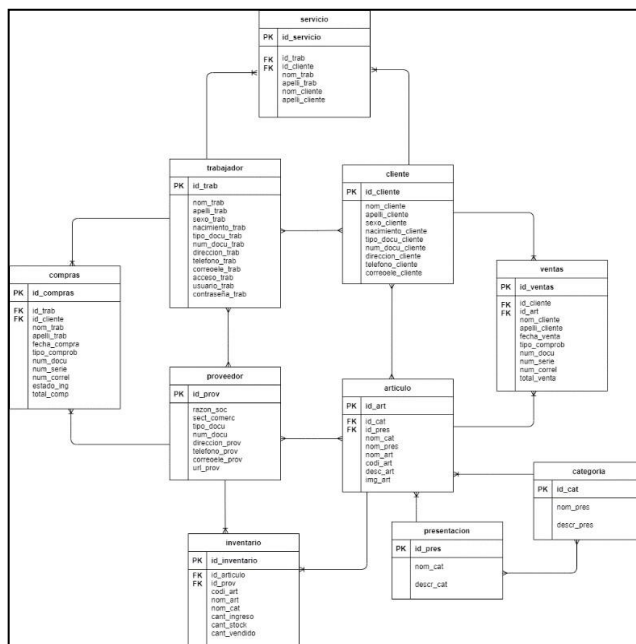 servicio
PK id_servicio
FK id_trab
FK id_cliente
nom_trab
apelli_trab
nom_cliente
apelli_cliente
trabajador
PK id_trab
nom_trab
apelli_trab
sexo_trab
nacimiento_trab
tipo_docu_trab
num_docu_trab
direccion_trab
telefono_trab
correoele_trab
acceso_trab
usuario_trab
contraseña_trab
cliente
PK id_cliente
nom_cliente
apelli_cliente
sexo_cliente
nacimiento_cliente
tipo_docu_cliente
num_docu_cliente
direccion_cliente
telefono_cliente
correoele_cliente
compras
PK id_compras
FK id_trab
FK id_cliente
nom_trab
apelli_trab
fecha_compra
tipo_comprob
num_docu
num_serie
num_correl
estado_ing
total_comp
ventas
PK id_ventas
FK id_cliente
FK id_art
nom_cliente
apelli_cliente
fecha_venta
tipo_comprob
num_docu
num_serie
num_correl
total_venta
proveedor
PK id_prov
razon_soc
sect_comerc
tipo_docu
num_docu
direccion_prov
telefono_prov
correoele_prov
url_prov
articulo
PK id_art
FK id_cat
FK id_pres
nom_cat
nom_pres
nom_art
codi_art
desc_art
img_art
categoria
PK id_cat
nom_pres
descr_pres
presentacion
PK id_pres
nom_cat
descr_cat
inventario
PK id_inventario
FK id_articulo
FK id_prov
codi_art
nom_art
nom_cat
cant_ingreso
cant_stock
cant_vendido